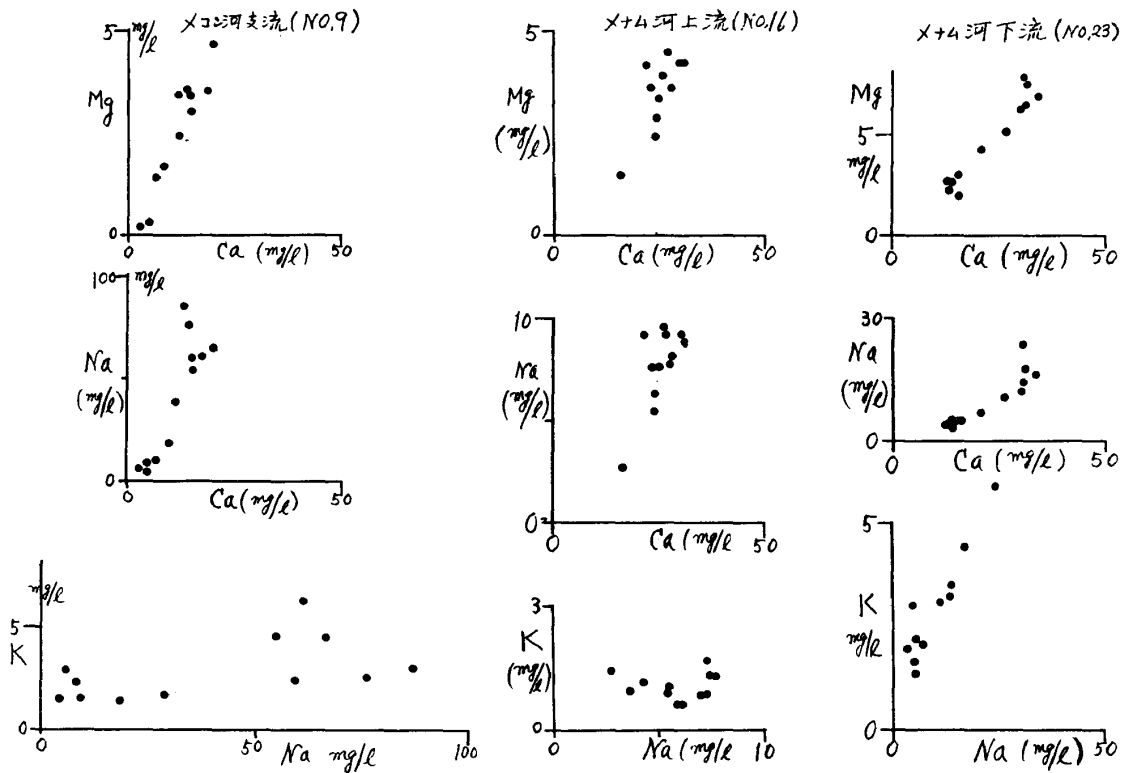 メコン河支流(NO,9)
5 mg/l
Mg
0
0 Ca (mg/l) 50
100 mg/l
Na
(mg/l)
0
0 Ca (mg/l) 50
mg/l
5
K
0
0 50 100
Na mg/l
メナム河上流(NO,16)
5
Mg
(mg/l)
0
0 Ca (mg/l) 50
10
Na
(mg/l)
0
0 Ca (mg/l 50
3
K
(mg/l)
0
0 Na (mg/l 10
メナム河下流(NO,23)
Mg
5
mg/l
0
0 Ca (mg/l) 50
30
Na
(mg/l)
0
0 Ca (mg/l) 50
5
K
mg/l
0
0 Na (mg/l) 50